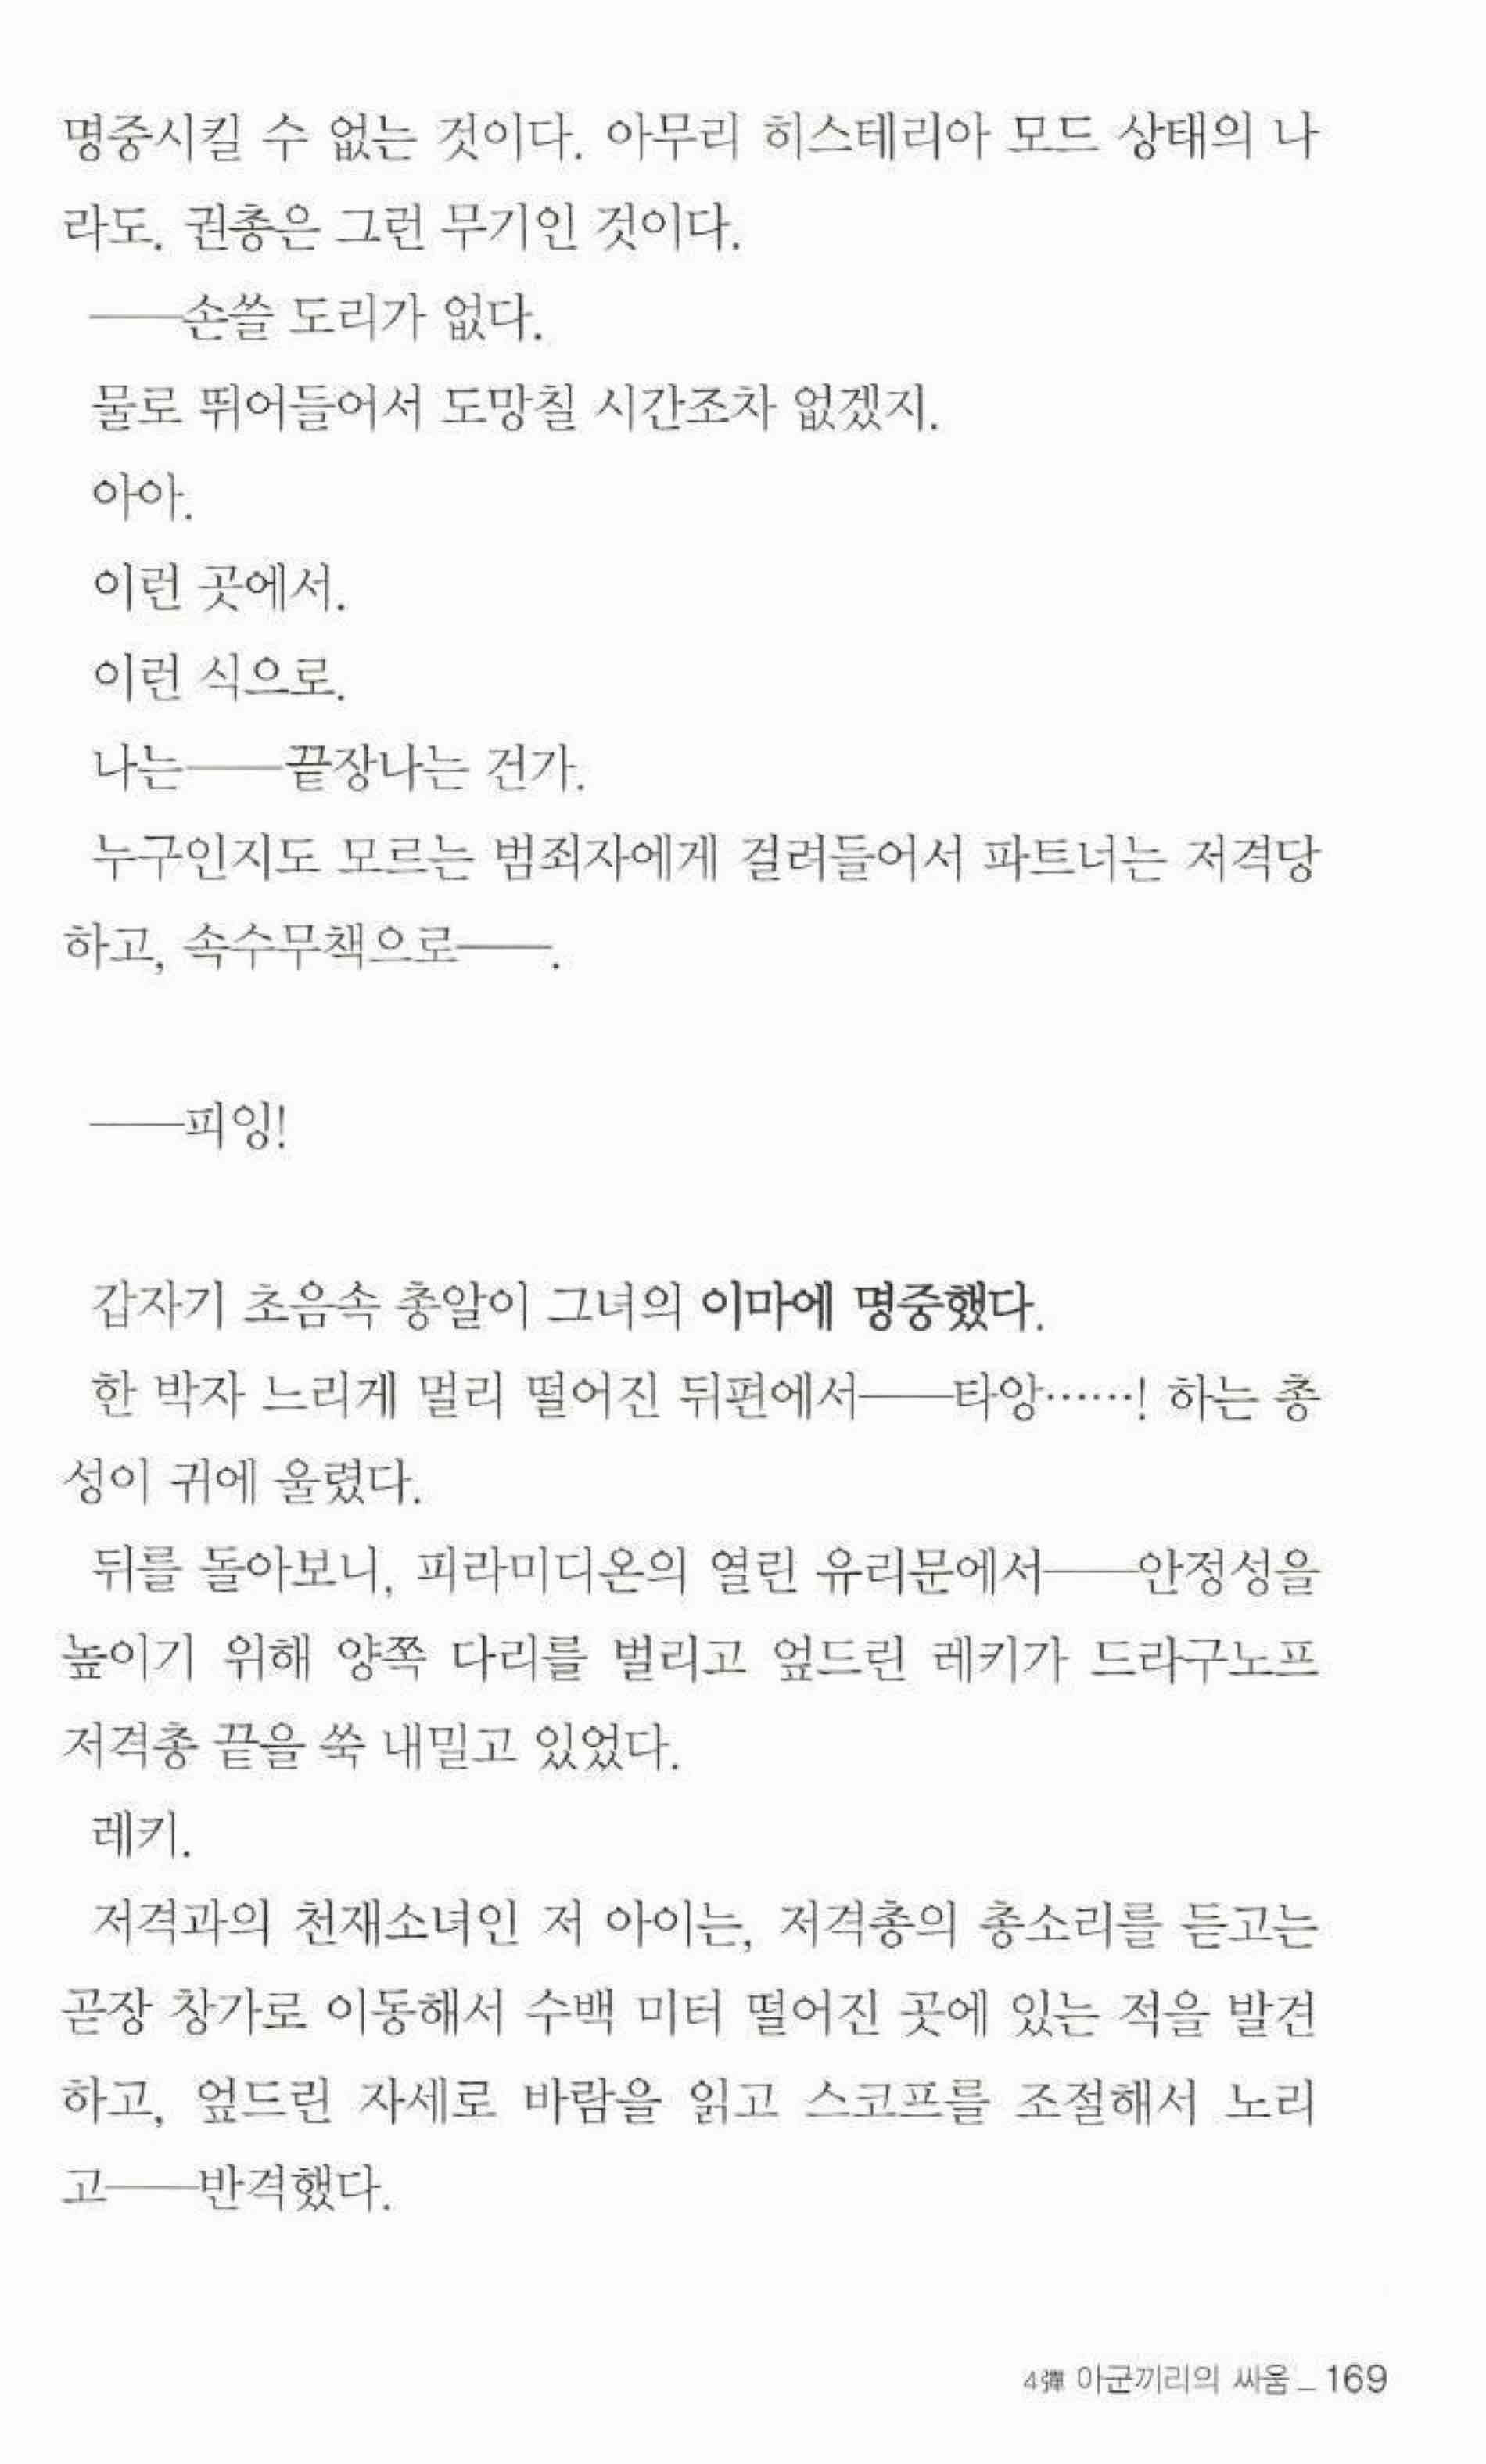 명중시킬 수 없는 것이다. 아무리 히스테리아 모드 상태의 나
라도. 권총은 그런 무기인 것이다.
──손쓸 도리가 없다.
물로 뛰어들어서 도망칠 시간조차 없겠지.
아아.
이런 곳에서.
이런 식으로.
나는──끝장나는 건가.
누구인지도 모르는 범죄자에게 걸려들어서 파트너는 저격당
하고, 속수무책으로──.
──피잉!
갑자기 초음속 총알이 그녀의 이마에 명중했다.
한 박자 느리게 멀리 떨어진 뒤편에서──타앙……! 하는 총
성이 귀에 울렸다.
뒤를 돌아보니, 피라미디온의 열린 유리문에서──안정성을
높이기 위해 양쪽 다리를 벌리고 엎드린 레키가 드라구노프
저격총 끝을 쑥 내밀고 있었다.
레키.
저격과의 천재소녀인 저 아이는, 저격총의 총소리를 듣고는
곧장 창가로 이동해서 수백 미터 떨어진 곳에 있는 적을 발견
하고, 엎드린 자세로 바람을 읽고 스코프를 조절해서 노리
고──반격했다.
4彈 아군끼리의 싸움 _ 169